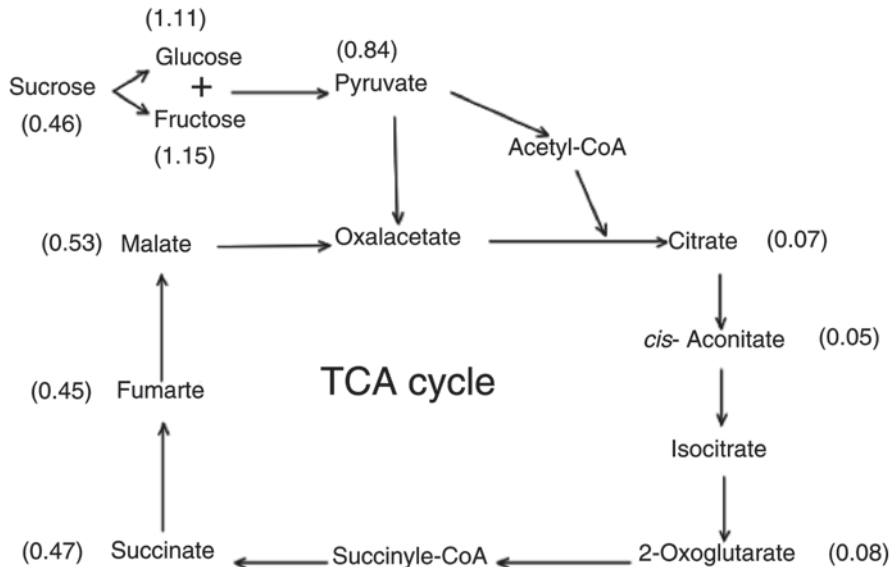 (1.11)
Glucose
(0.84)
Sucrose
+
Pyruvate
(0.46)
Fructose
(1.15)
Acetyl-CoA
(0.53) Malate
Oxalacetate
Citrate (0.07)
cis- Aconitate (0.05)
(0.45) Fumarte
TCA cycle
Isocitrate
(0.47) Succinate
Succinyle-CoA
2-Oxoglutarate (0.08)